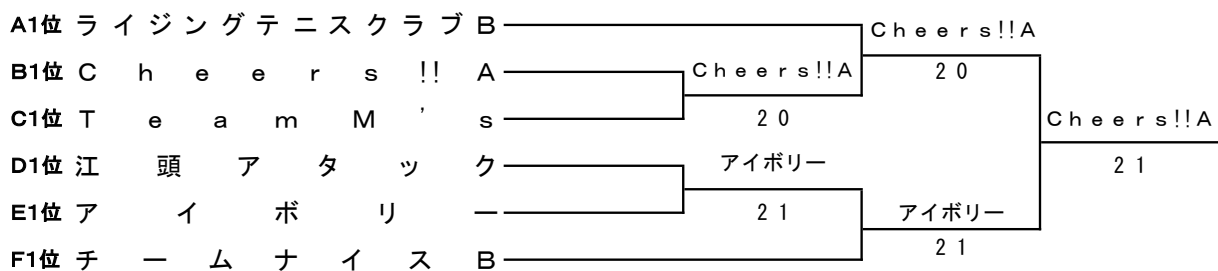 A1位 ライジングテニスクラブB
Cheers!!A
B1位 Cheers!!A
Cheers!!A
20
C1位 TeamM's
20
Cheers!!A
D1位 江頭アタック
アイボリー
21
E1位 アイボリー
21
アイボリー
F1位 チームナイスB
21